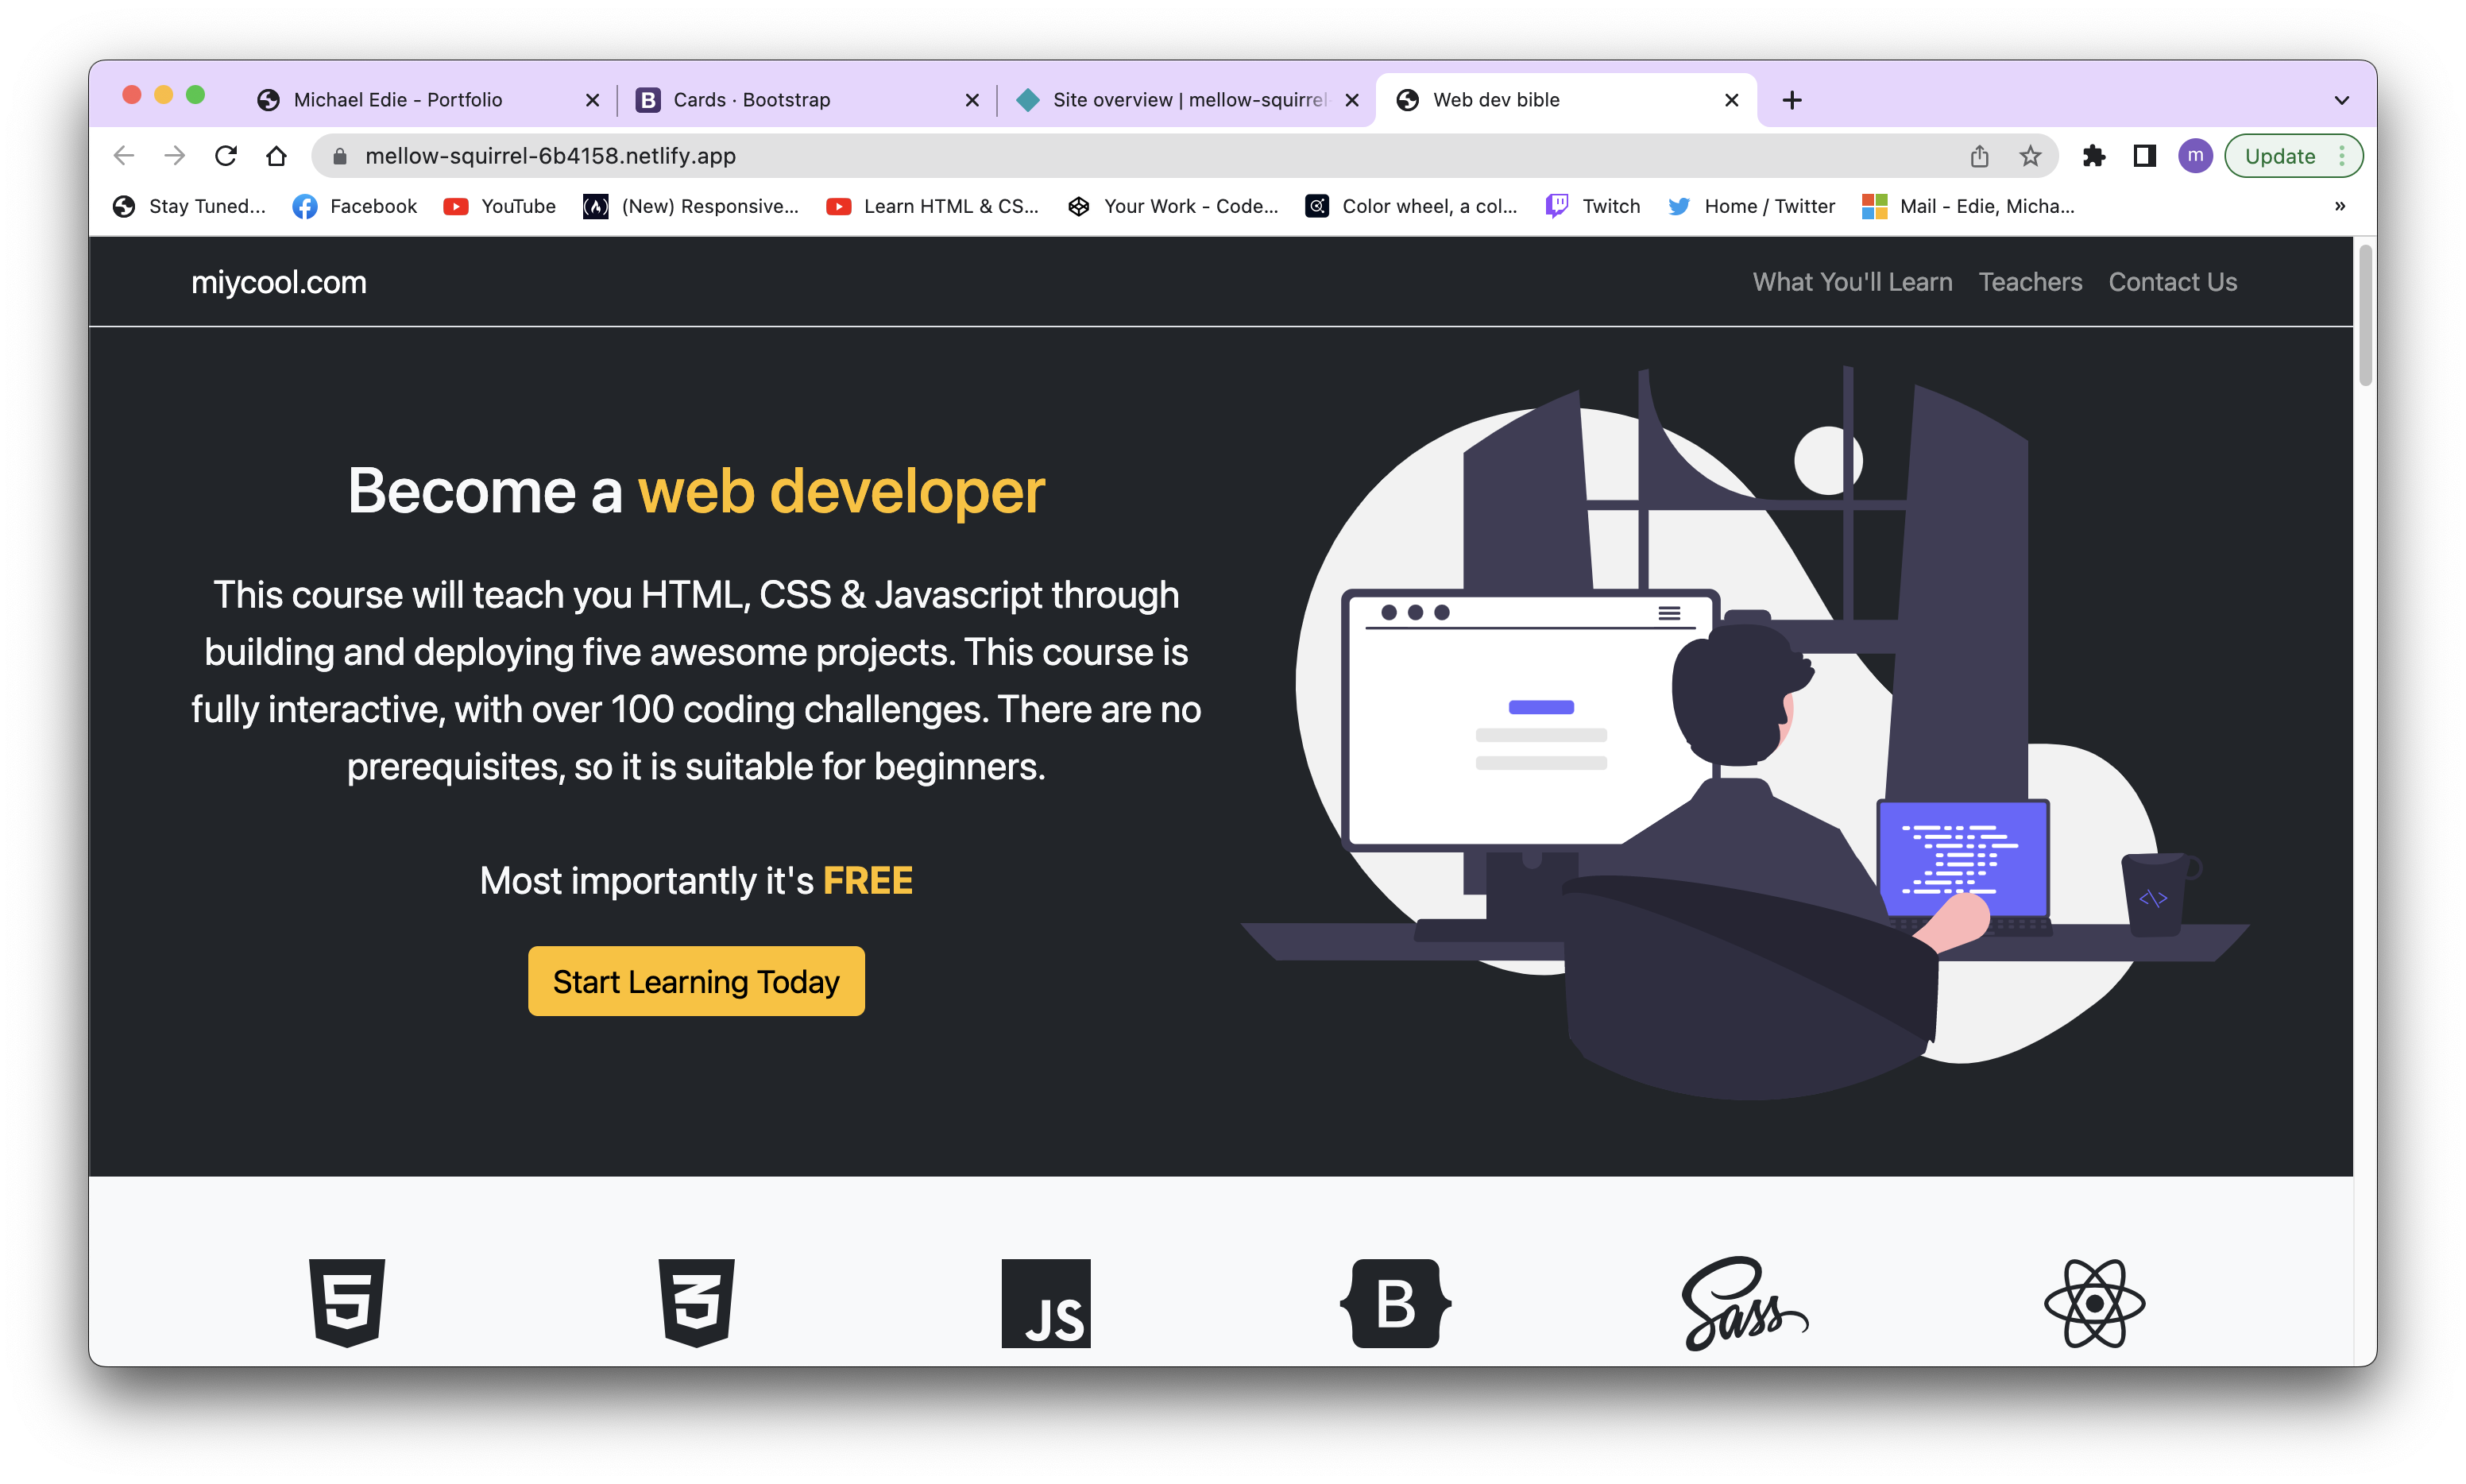 Michael Edie - Portfolio
B Cards · Bootstrap
Site overview | mellow-squirrel-
Web dev bible
mellow-squirrel-6b4158.netlify.app
m
Update
Stay Tuned...
Facebook
YouTube
(New) Responsive...
Learn HTML & CS...
Your Work - Code...
Color wheel, a col...
Twitch
Home / Twitter
Mail - Edie, Micha...
»
miycool.com
What You'll Learn
Teachers
Contact Us
Become a web developer
This course will teach you HTML, CSS & Javascript through
building and deploying five awesome projects. This course is
fully interactive, with over 100 coding challenges. There are no
prerequisites, so it is suitable for beginners.
Most importantly it's FREE
Start Learning Today
<\>
5
3
JS
B
Sass